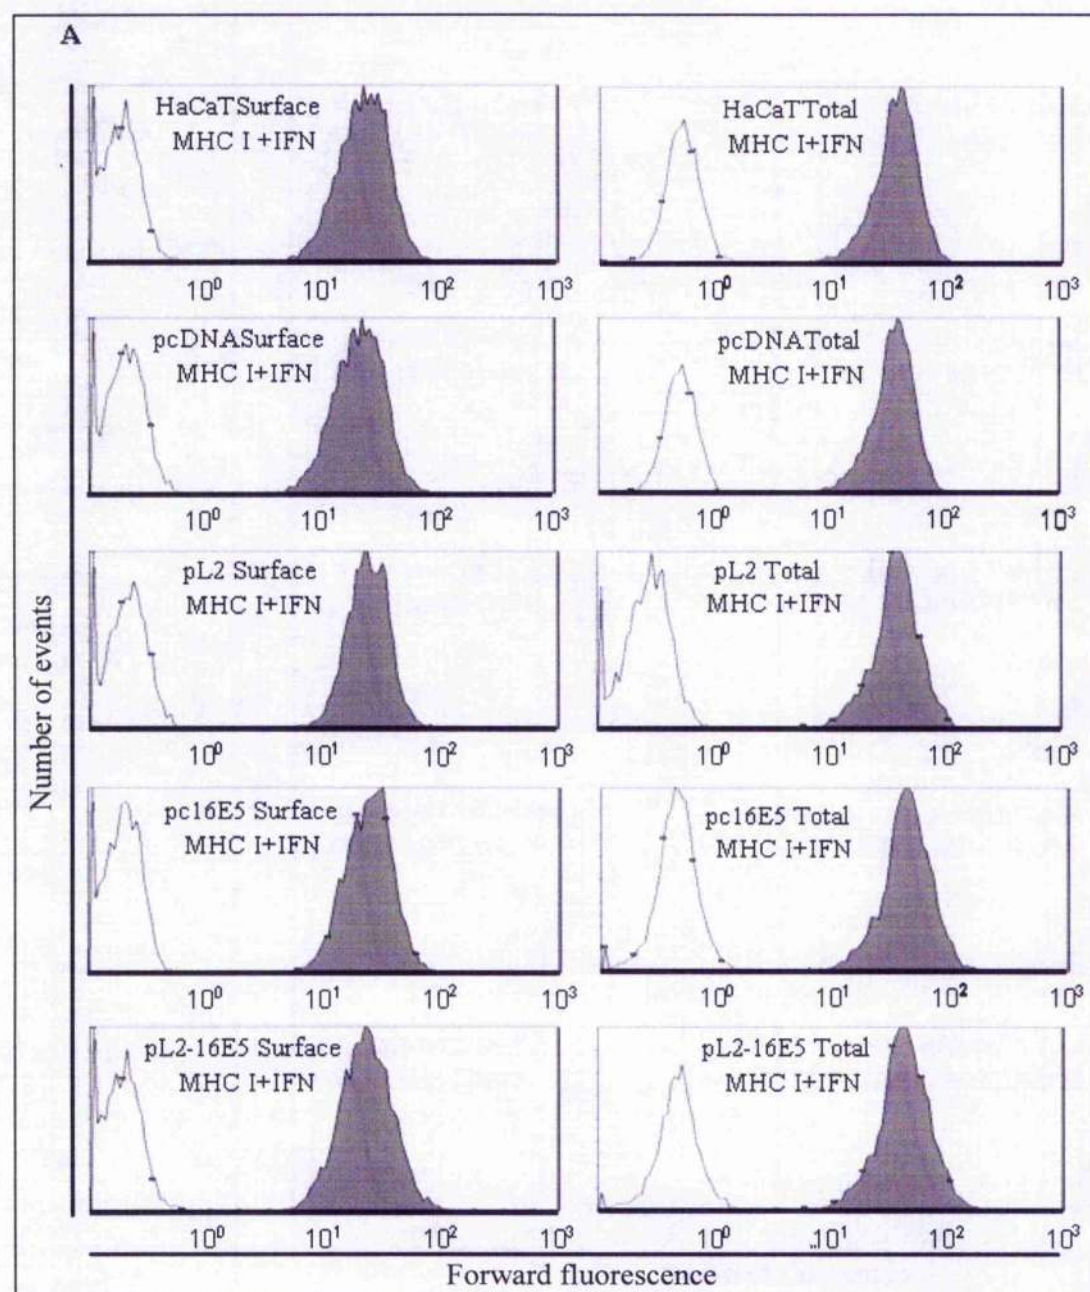 A
HaCaTSurface
MHC I +IFN
HaCaTTotal
MHC I+IFN
10⁰ 10¹ 10² 10³
10⁰ 10¹ 10² 10³
pcDNASurface
MHC I+IFN
pcDNATotal
MHC I+IFN
10⁰ 10¹ 10² 10³
10⁰ 10¹ 10² 10³
pL2 Surface
MHC I+IFN
pL2 Total
MHC I+IFN
10⁰ 10¹ 10² 10³
10⁰ 10¹ 10² 10³
pc16E5 Surface
MHC I+IFN
pc16E5 Total
MHC I+IFN
10⁰ 10¹ 10² 10³
10⁰ 10¹ 10² 10³
pL2-16E5 Surface
MHC I+IFN
pL2-16E5 Total
MHC I+IFN
10⁰ 10¹ 10² 10³
10⁰ 10¹ 10² 10³
Number of events
Forward fluorescence